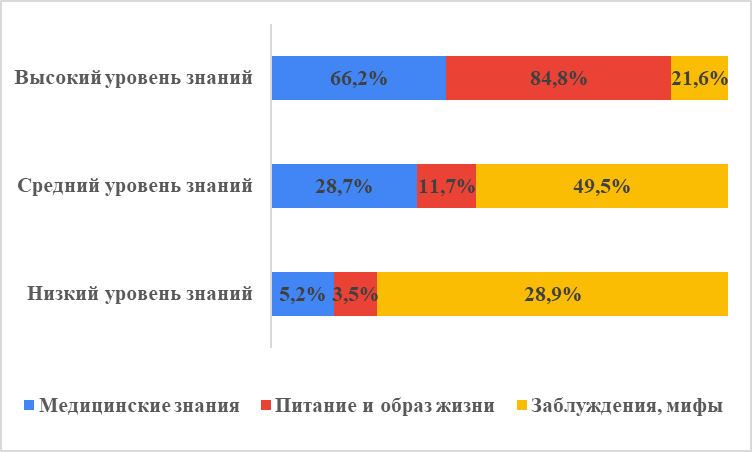 Высокий уровень знаний
66,2% 84,8% 21,6%
Средний уровень знаний
28,7% 11,7% 49,5%
Низкий уровень знаний
5,2% 3,5% 28,9%
Медицинские знания Питание и образ жизни Заблуждения, мифы